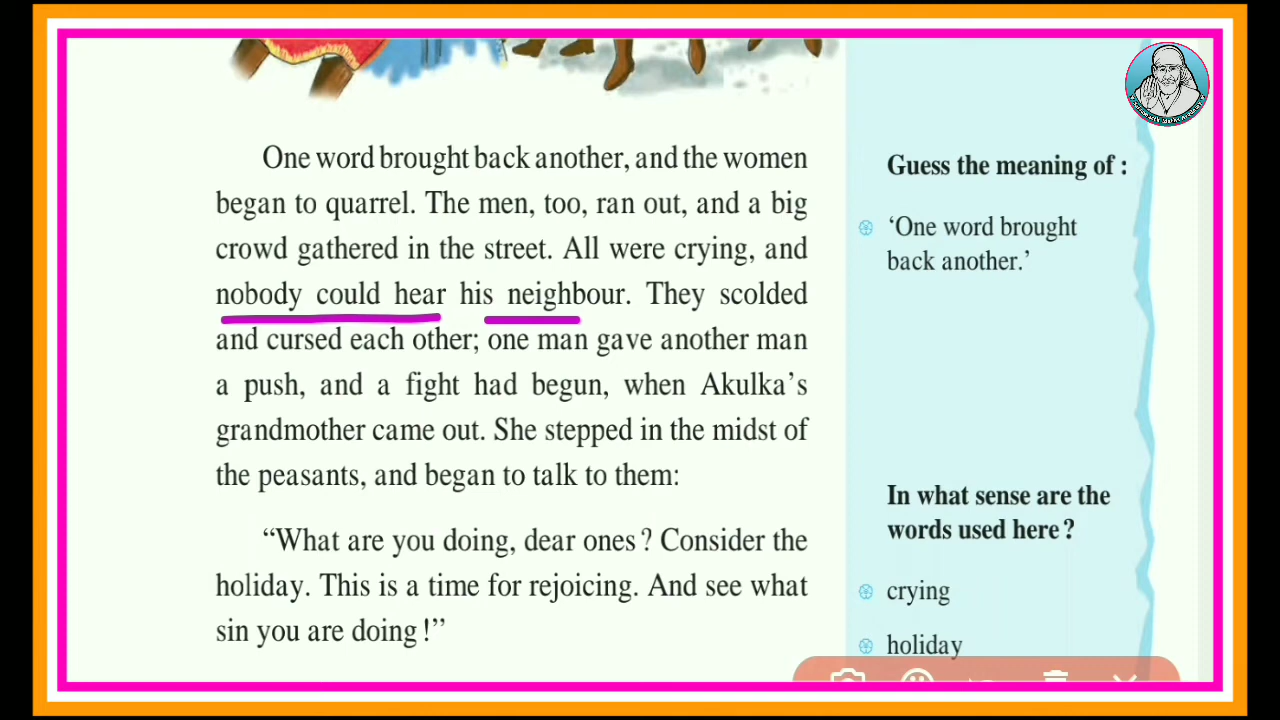 One word brought back another, and the women
began to quarrel. The men, too, ran out, and a big
crowd gathered in the street. All were crying, and
nobody could hear his neighbour. They scolded
and cursed each other; one man gave another man
a push, and a fight had begun, when Akulka’s
grandmother came out. She stepped in the midst of
the peasants, and began to talk to them:
“What are you doing, dear ones ? Consider the
holiday. This is a time for rejoicing. And see what
sin you are doing !”
Guess the meaning of :
‘One word brought
back another.’
In what sense are the
words used here ?
crying
holiday